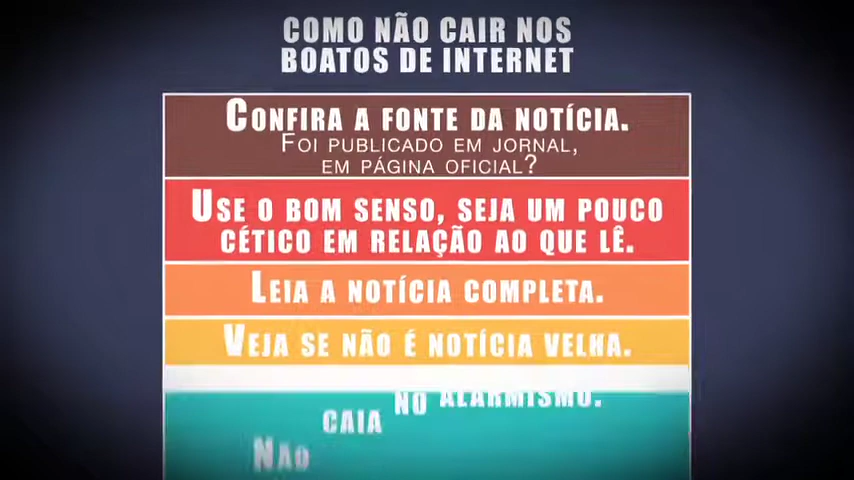 COMO NÃO CAIR NOS
BOATOS DE INTERNET
CONFIRA A FONTE DA NOTÍCIA.
FOI PUBLICADO EM JORNAL,
EM PÁGINA OFICIAL?
USE O BOM SENSO, SEJA UM POUCO
CÉTICO EM RELAÇÃO AO QUE LÊ.
LEIA A NOTÍCIA COMPLETA.
VEJA SE NÃO É NOTÍCIA VELHA.
NÃO CAIA NO ALARMISMO.